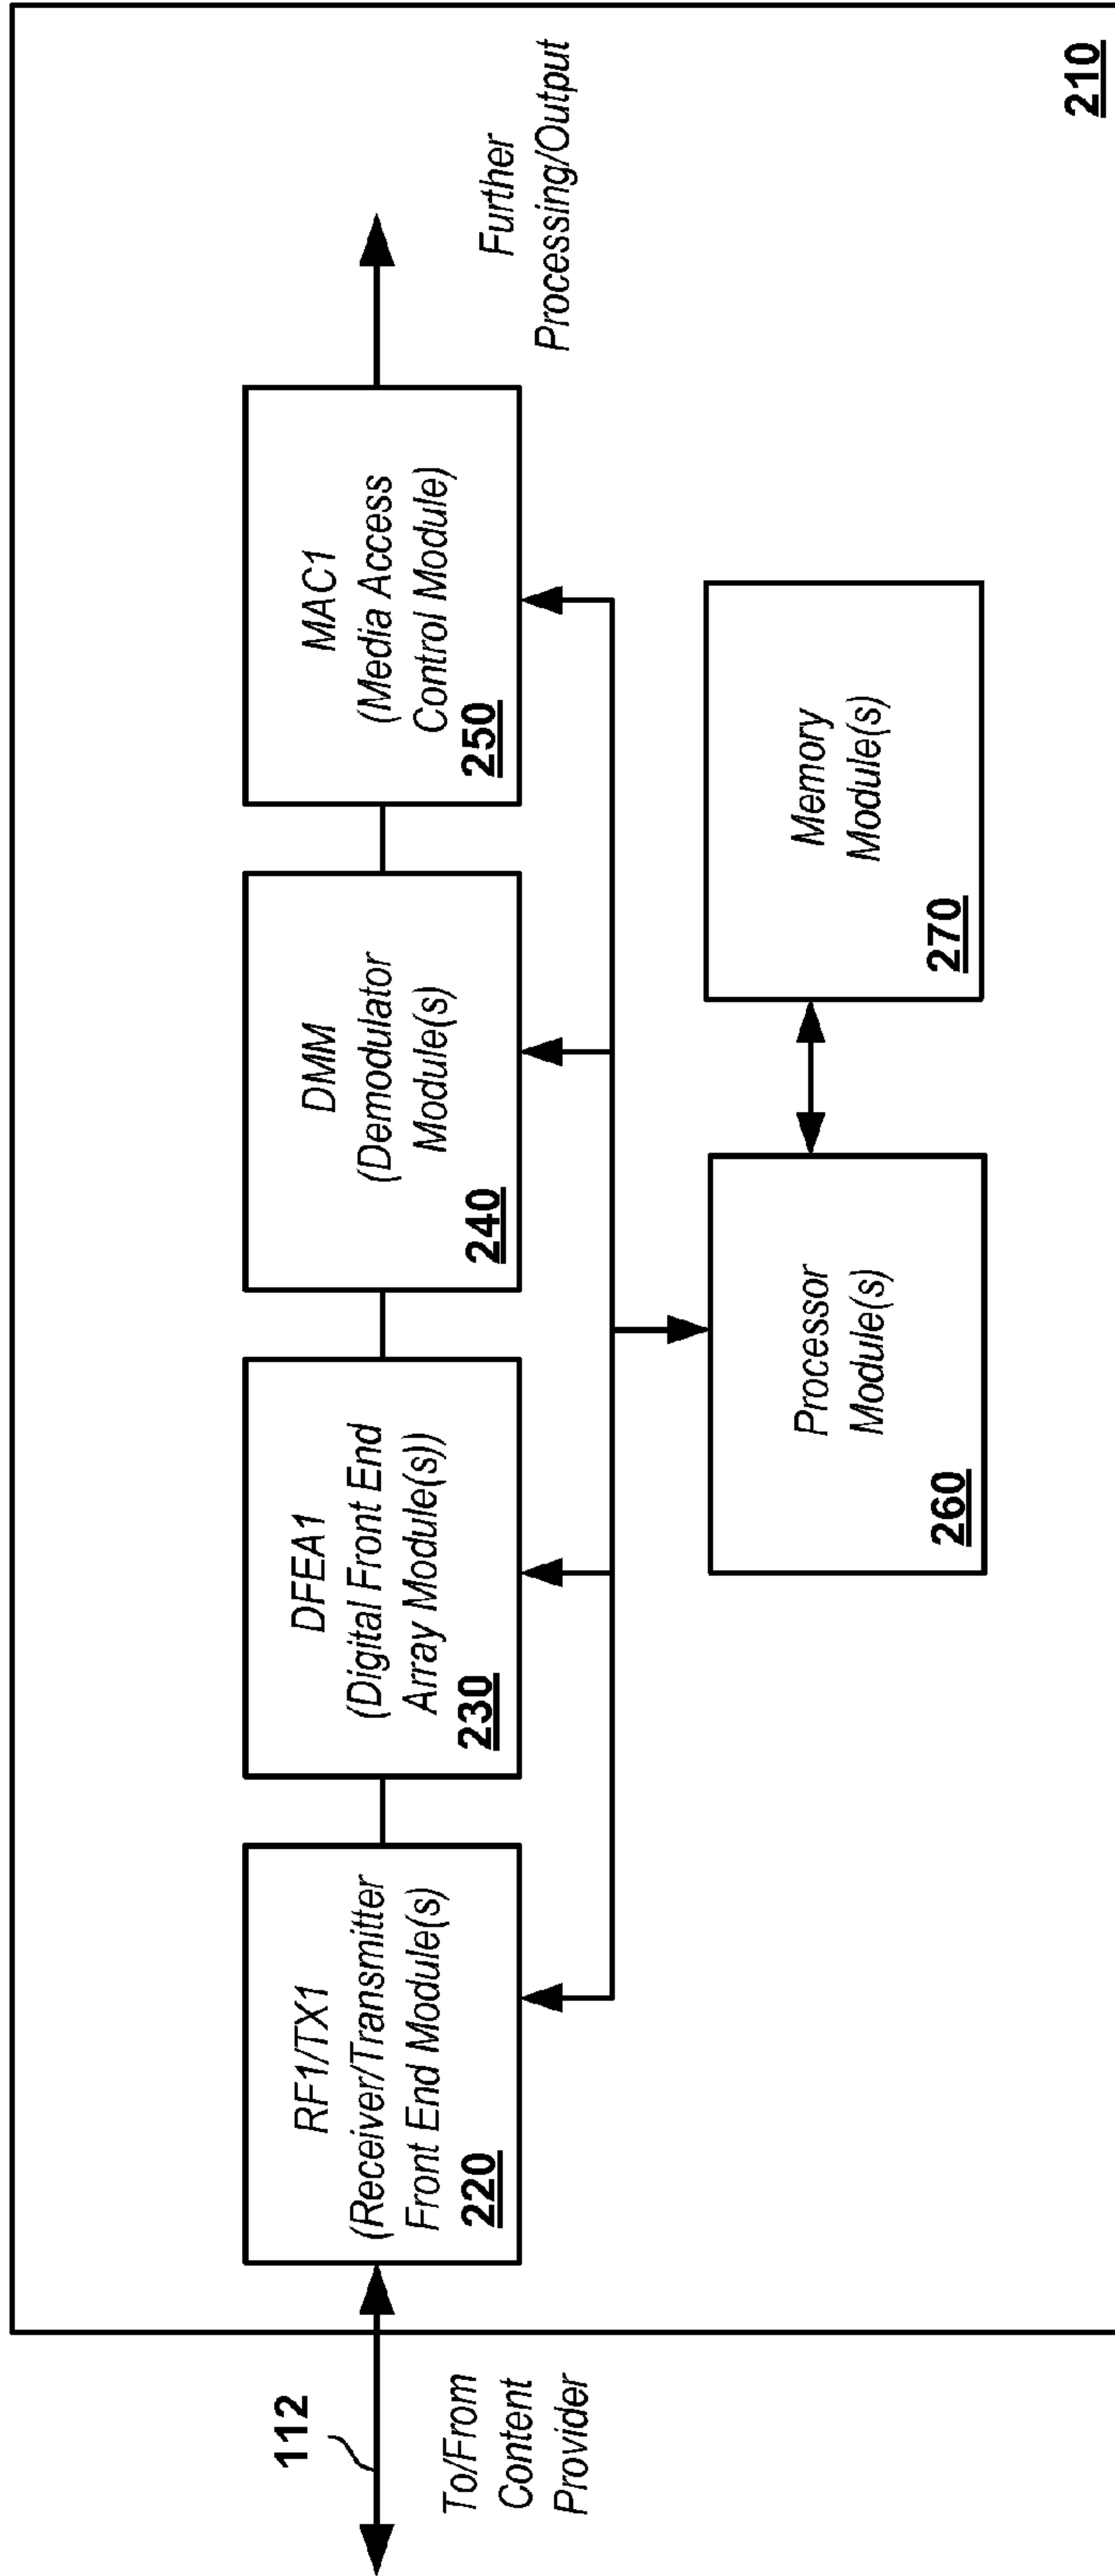 112
To/From
Content
Provider
RF1/TX1
(Receiver/Transmitter
Front End Module(s)
220
DFEA1
(Digital Front End
Array Module(s))
230
DMM
(Demodulator
Module(s)
240
MAC1
(Media Access
Control Module)
250
Further
Processing/Output
Processor
Module(s)
260
Memory
Module(s)
270
210